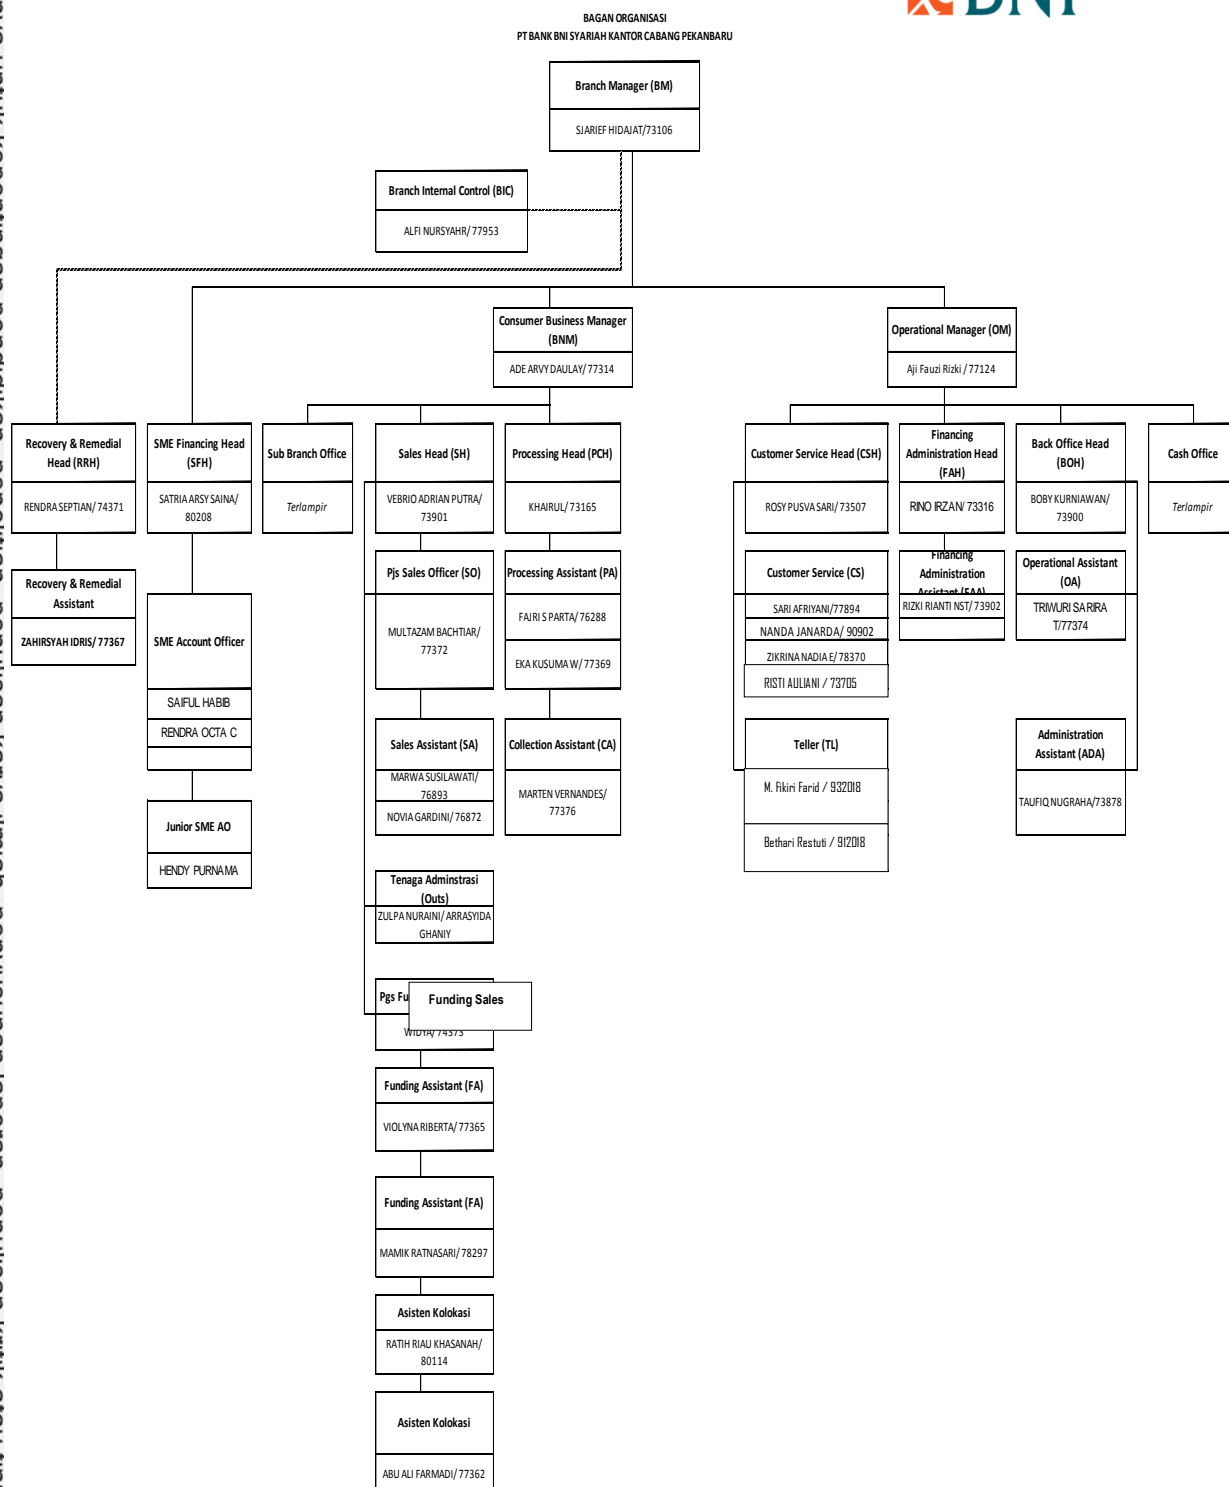 BNI
BAGAN ORGANISASI
PT BANK BNI SYARIAH KANTOR CABANG PEKANBARU
Branch Manager (BM)
SJARIEF HIDAJAT/73106
Branch Internal Control (BIC)
ALFI NURSYAHR/ 77953
Consumer Business Manager
(BNM)
ADE ARVY DAULAY/ 77314
Operational Manager (OM)
Aji Fauzi Rizki / 77124
Recovery & Remedial
Head (RRH)
RENDRA SEPTIAN/ 74371
SME Financing Head
(SFH)
SATRIA ARSY SAINA/
80208
Sub Branch Office
Terlampir
Sales Head (SH)
VEBRIO ADRIAN PUTRA/
73901
Processing Head (PCH)
KHAIRUL/ 73165
Customer Service Head (CSH)
ROSY PUSVA SARI/ 73507
Financing
Administration Head
(FAH)
RINO IRZAN/ 73316
Back Office Head
(BOH)
BOBY KURNIAWAN/
73900
Cash Office
Terlampir
Recovery & Remedial
Assistant
ZAHIRSYAH IDRIS/ 77367
SME Account Officer
SAIFUL HABIB
RENDRA OCTA C
Junior SME AO
HENDY PURNAMA
Pjs Sales Officer (SO)
MULTAZAM BACHTIAR/
77372
Processing Assistant (PA)
FAJRI S PARTA/ 76288
EKA KUSUMA W/ 77369
Customer Service (CS)
SARI AFRIYANI/77894
NANDA JANARDA/ 90902
ZIKRINA NADIA E/ 78370
RISTI AULIANI / 73705
Financing
Administration
Assistant (FAA)
RIZKI RIANTI NST/ 73902
Operational Assistant
(OA)
TRIWURI SARIRA
T/77374
Sales Assistant (SA)
MARWA SUSILAWATI/
76893
NOVIA GARDINI/ 76872
Collection Assistant (CA)
MARTEN VERNANDES/
77376
Teller (TL)
M. Fikiri Farid / 932018
Bethari Restuti / 912018
Administration
Assistant (ADA)
TAUFIQ NUGRAHA/73878
Tenaga Adminstrasi
(Outs)
ZULPA NURAINI/ ARRASYIDA
GHANIY
Pgs Fu
Funding Sales
WIDYA/ 74373
Funding Assistant (FA)
VIOLYNA RIBERTA/ 77365
Funding Assistant (FA)
MAMIK RATNASARI/ 78297
Asisten Kolokasi
RATIH RIAU KHASANAH/
80114
Asisten Kolokasi
ABU ALI FARMADI/ 77362